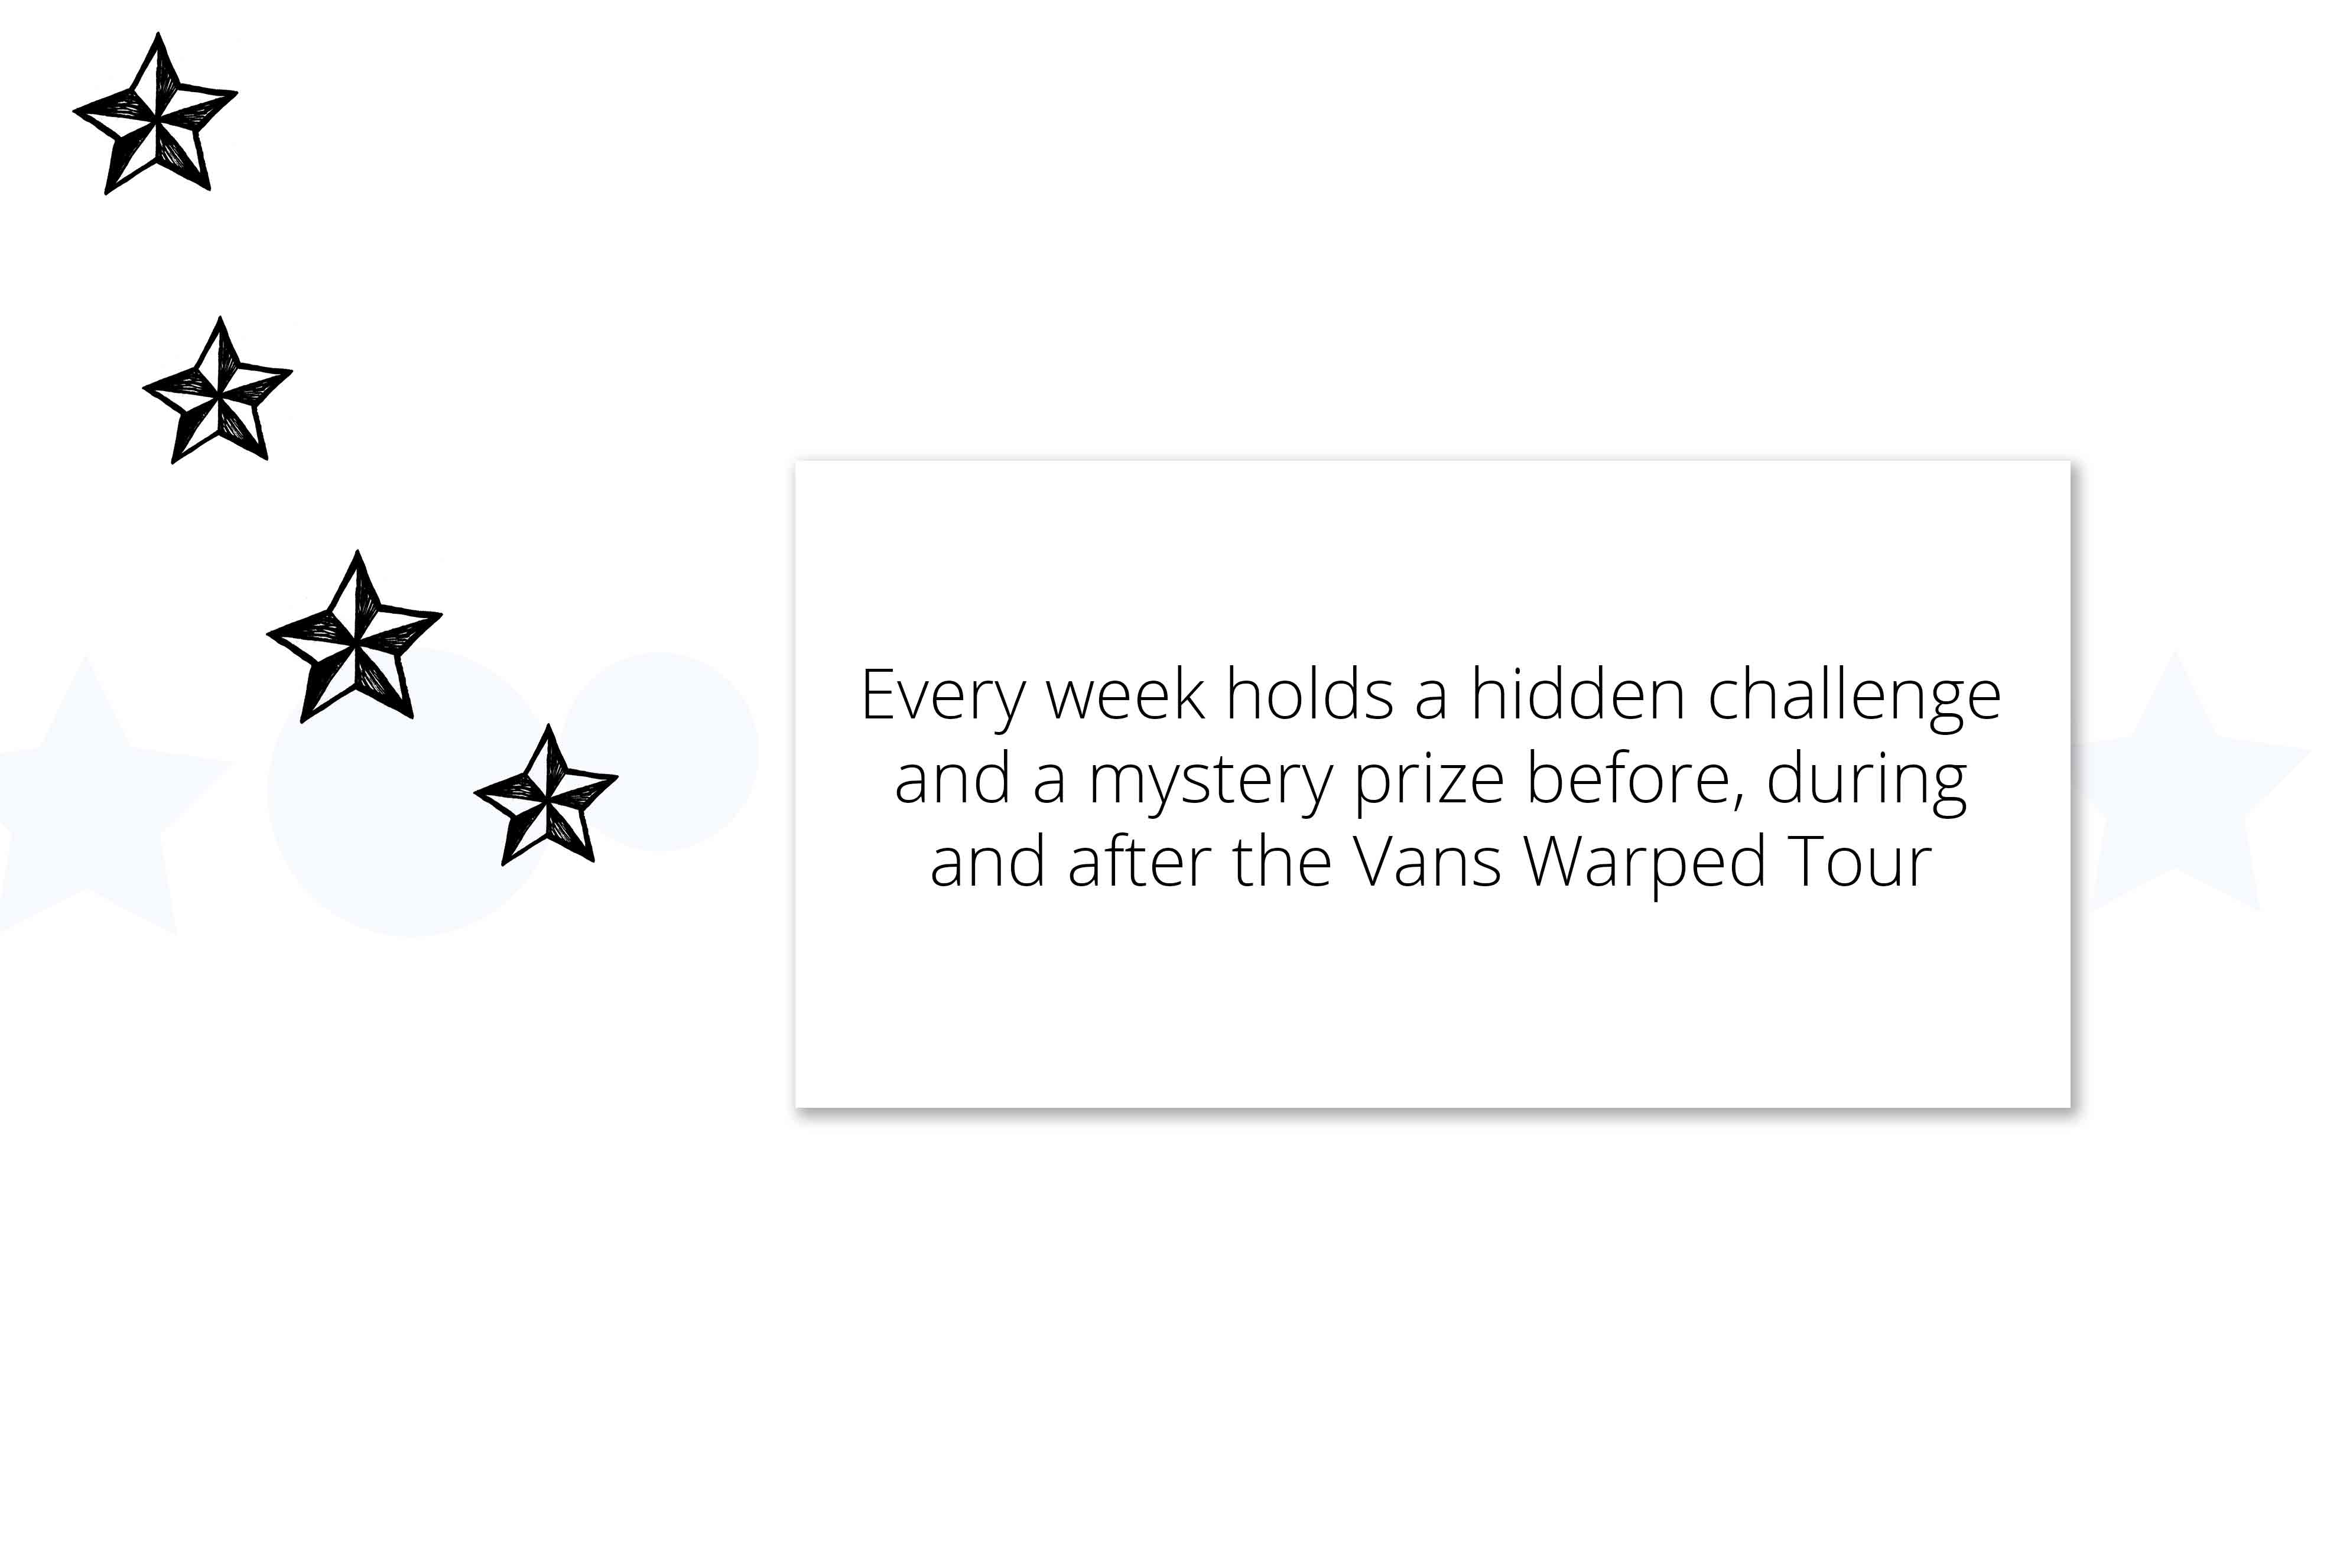 Every week holds a hidden challenge
and a mystery prize before, during
and after the Vans Warped Tour